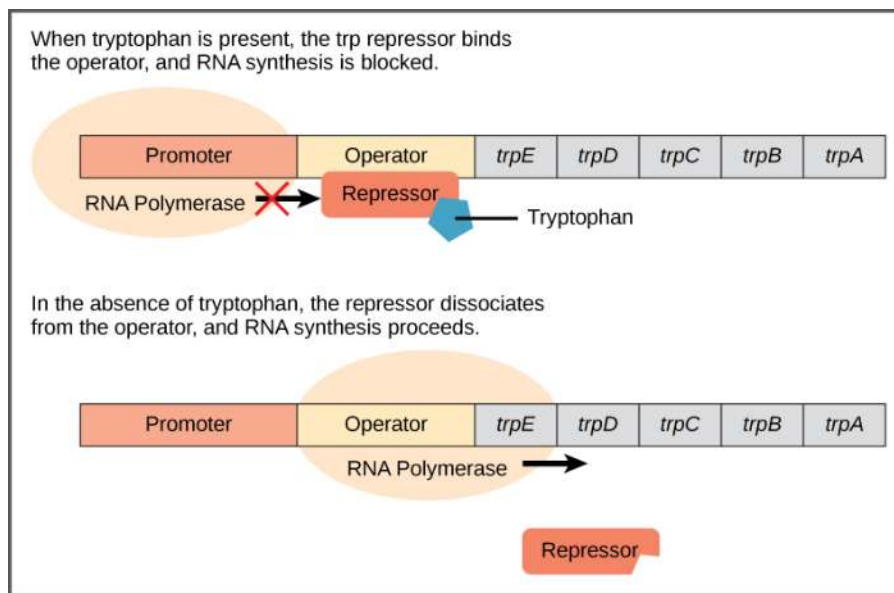 When tryptophan is present, the trp repressor binds
the operator, and RNA synthesis is blocked.
Promoter Operator trpE trpD trpC trpB trpA
RNA Polymerase Repressor
Tryptophan
In the absence of tryptophan, the repressor dissociates
from the operator, and RNA synthesis proceeds.
Promoter Operator trpE trpD trpC trpB trpA
RNA Polymerase
Repressor